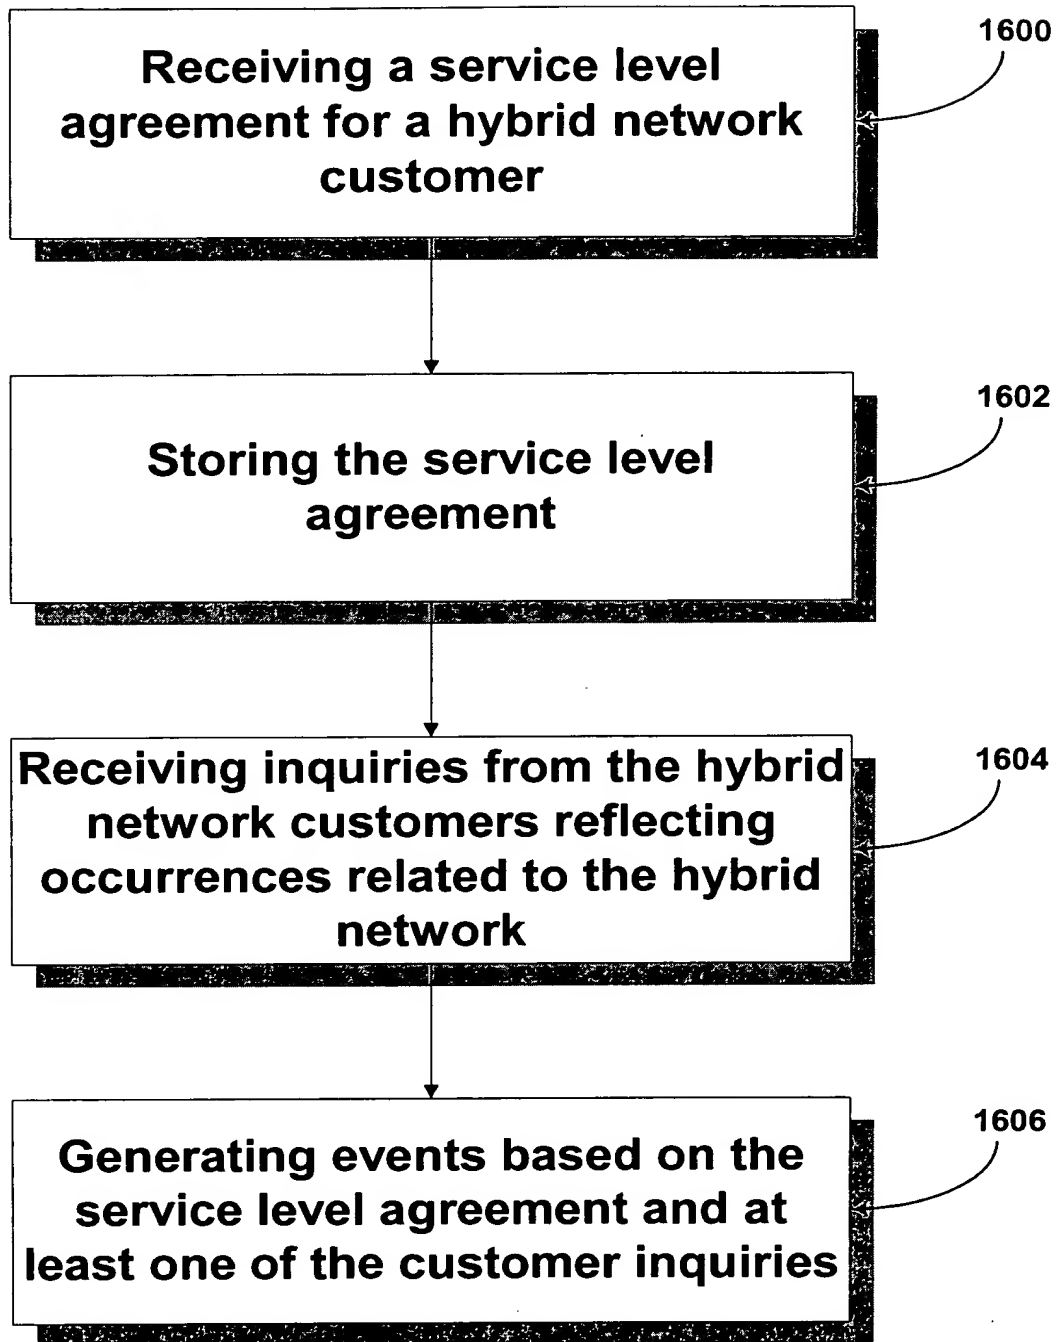 1600
Receiving a service level
agreement for a hybrid network
customer
1602
Storing the service level
agreement
1604
Receiving inquiries from the hybrid
network customers reflecting
occurrences related to the hybrid
network
1606
Generating events based on the
service level agreement and at
least one of the customer inquiries